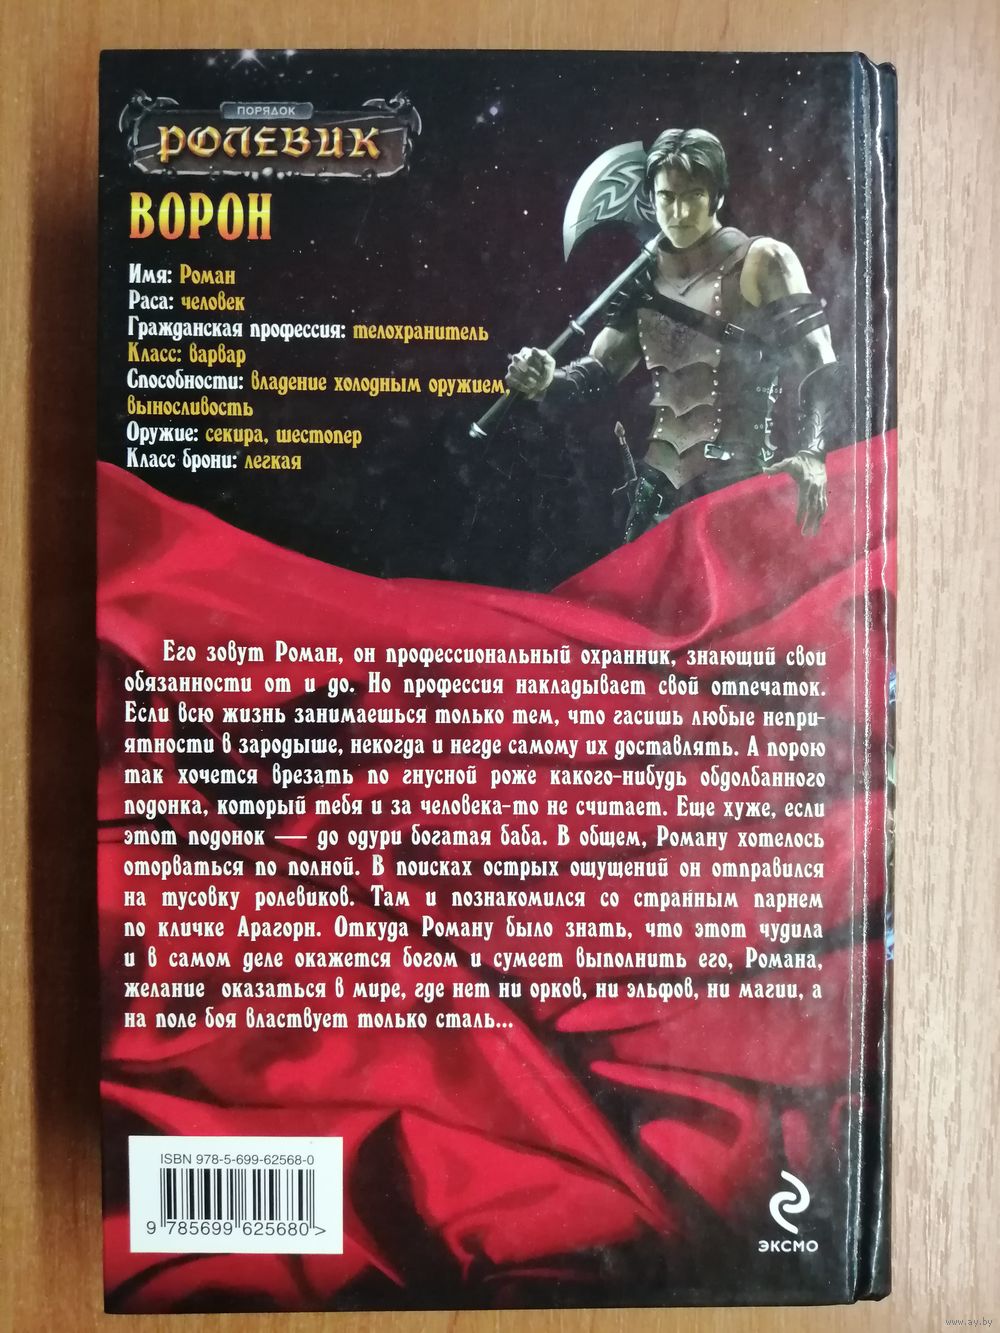 ПОРЯДОК
РОЛЕВИК
ВОРОН
Имя: Роман
Раса: человек
Гражданская профессия: телохранитель
Класс: варвар
Способности: владение холодным оружием,
выносливость
Оружие: секира, шестопер
Класс брони: легкая
Его зовут Роман, он профессиональный охранник, знающий свои
обязанности от и до. Но профессия накладывает свой отпечаток.
Если всю жизнь занимаешься только тем, что гасишь любые непри-
ятности в зародыше, некогда и негде самому их доставлять. А порою
так хочется врезать по гнусной роже какого-нибудь обдолбанного
подонка, который тебя и за человека-то не считает. Еще хуже, если
этот подонок — до одури богатая баба. В общем, Роману хотелось
оторваться по полной. В поисках острых ощущений он отправился
на тусовку ролевиков. Там и познакомился со странным парнем
по кличке Арагорн. Откуда Роману было знать, что этот чудила
и в самом деле окажется богом и сумеет выполнить его, Романа,
желание оказаться в мире, где нет ни орков, ни эльфов, ни магии, а
на поле боя властвует только сталь...
ISBN 978-5-699-62568-0
9 785699 625680 >
ЭКСМО
www.ay.by